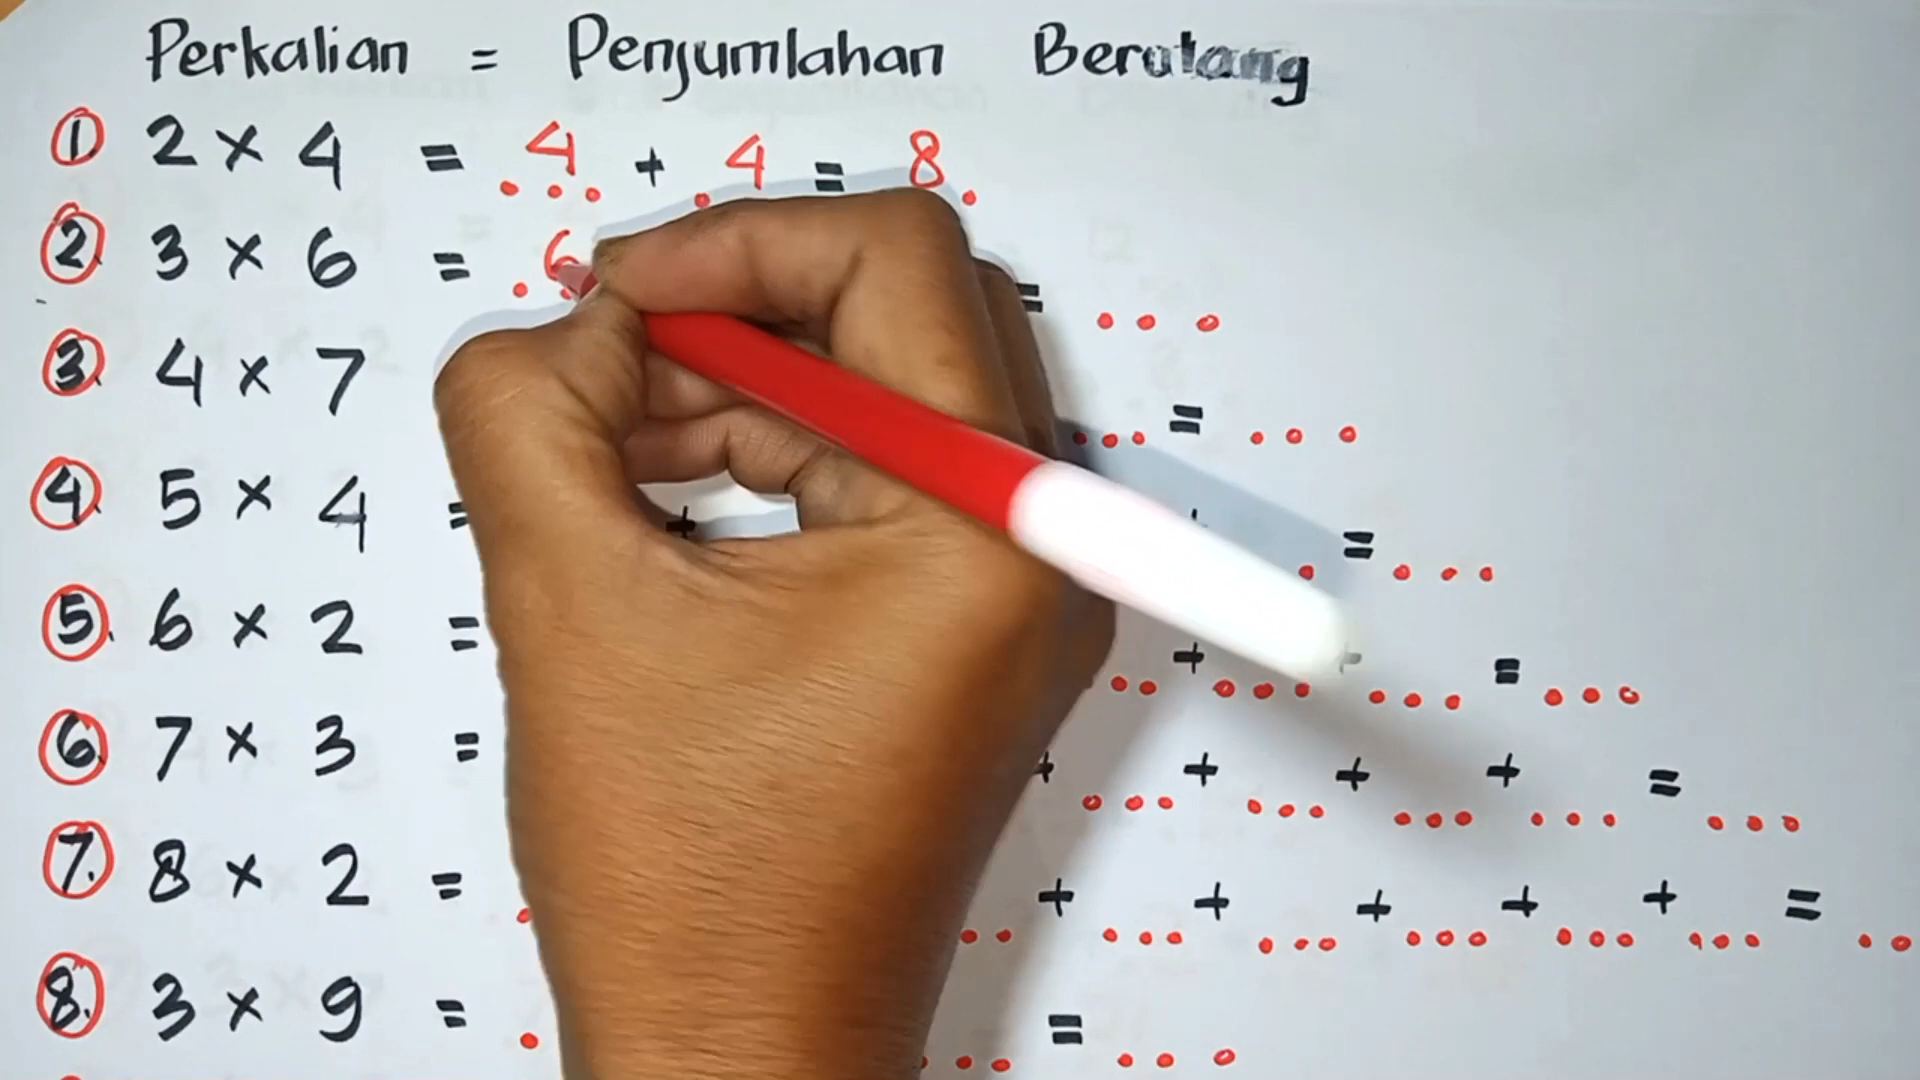 Perkalian = Penjumlahan Berulang
① 2 × 4 = 4 + 4 = 8
② 3 × 6 = 6 = ...
③ 4 × 7 ... = ...
④ 5 × 4 = + + = ...
⑤ 6 × 2 = + ... + ... = ...
⑥ 7 × 3 = + ... + ... + ... + ... = ...
⑦ 8 × 2 = + ... + ... + ... + ... + ... = ..
⑧ 3 × 9 = . ... = ...